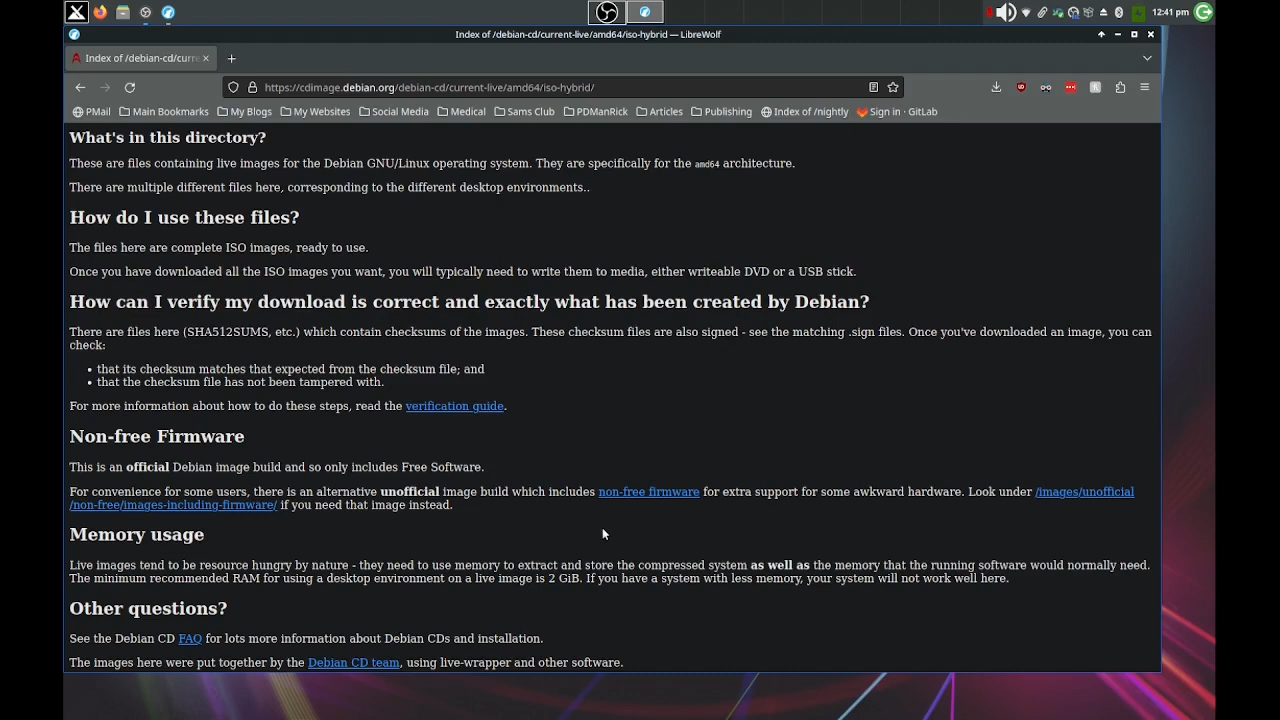 12:41 pm
Index of /debian-cd/current-live/amd64/iso-hybrid — LibreWolf
Index of /debian-cd/curre
https://cdimage.debian.org/debian-cd/current-live/amd64/iso-hybrid/
PMail Main Bookmarks My Blogs My Websites Social Media Medical Sams Club PDManRick Articles Publishing Index of /nightly Sign in · GitLab
What's in this directory?
These are files containing live images for the Debian GNU/Linux operating system. They are specifically for the amd64 architecture.
There are multiple different files here, corresponding to the different desktop environments..
How do I use these files?
The files here are complete ISO images, ready to use.
Once you have downloaded all the ISO images you want, you will typically need to write them to media, either writeable DVD or a USB stick.
How can I verify my download is correct and exactly what has been created by Debian?
There are files here (SHA512SUMS, etc.) which contain checksums of the images. These checksum files are also signed - see the matching .sign files. Once you've downloaded an image, you can
check:
• that its checksum matches that expected from the checksum file; and
• that the checksum file has not been tampered with.
For more information about how to do these steps, read the verification guide.
Non-free Firmware
This is an official Debian image build and so only includes Free Software.
For convenience for some users, there is an alternative unofficial image build which includes non-free firmware for extra support for some awkward hardware. Look under /images/unofficial
/non-free/images-including-firmware/ if you need that image instead.
Memory usage
Live images tend to be resource hungry by nature - they need to use memory to extract and store the compressed system as well as the memory that the running software would normally need.
The minimum recommended RAM for using a desktop environment on a live image is 2 GiB. If you have a system with less memory, your system will not work well here.
Other questions?
See the Debian CD FAQ for lots more information about Debian CDs and installation.
The images here were put together by the Debian CD team, using live-wrapper and other software.